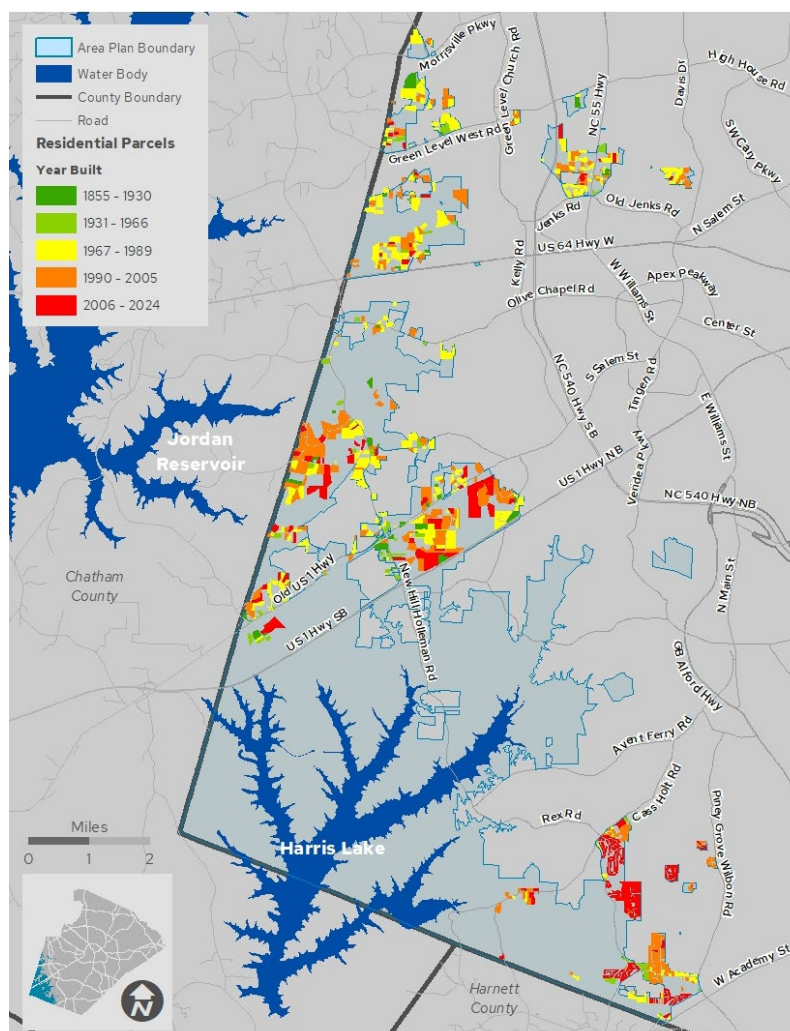 Area Plan Boundary
Water Body
County Boundary
Road
Residential Parcels
Year Built
1855 - 1930
1931 - 1966
1967 - 1989
1990 - 2005
2006 - 2024
Morrisville Pkwy
Green Level Church Rd
NC 55 Hwy
Davis Dr
High House Rd
Green Level West Rd
SW Cary Pkwy
Jenks Rd
Old Jenks Rd
N Salem St
US 64 Hwy W
Kelly Rd
W Williams St
Apex Peakway
Olive Chapel Rd
Center St
S Salem St
NC 540 Hwy SB
Tingen Rd
E Williams St
Jordan
Reservoir
Veridea Pkwy
US 1 Hwy NB
NC 540 Hwy NB
Chatham
County
Old US 1 Hwy
New Hill Holleman Rd
US 1 Hwy SB
N Main St
GB Alford Hwy
Avent Ferry Rd
Cass Holt Rd
Rex Rd
Piney Grove Wilbon Rd
Harris Lake
Miles
0 1 2
N
W Academy St
Harnett
County